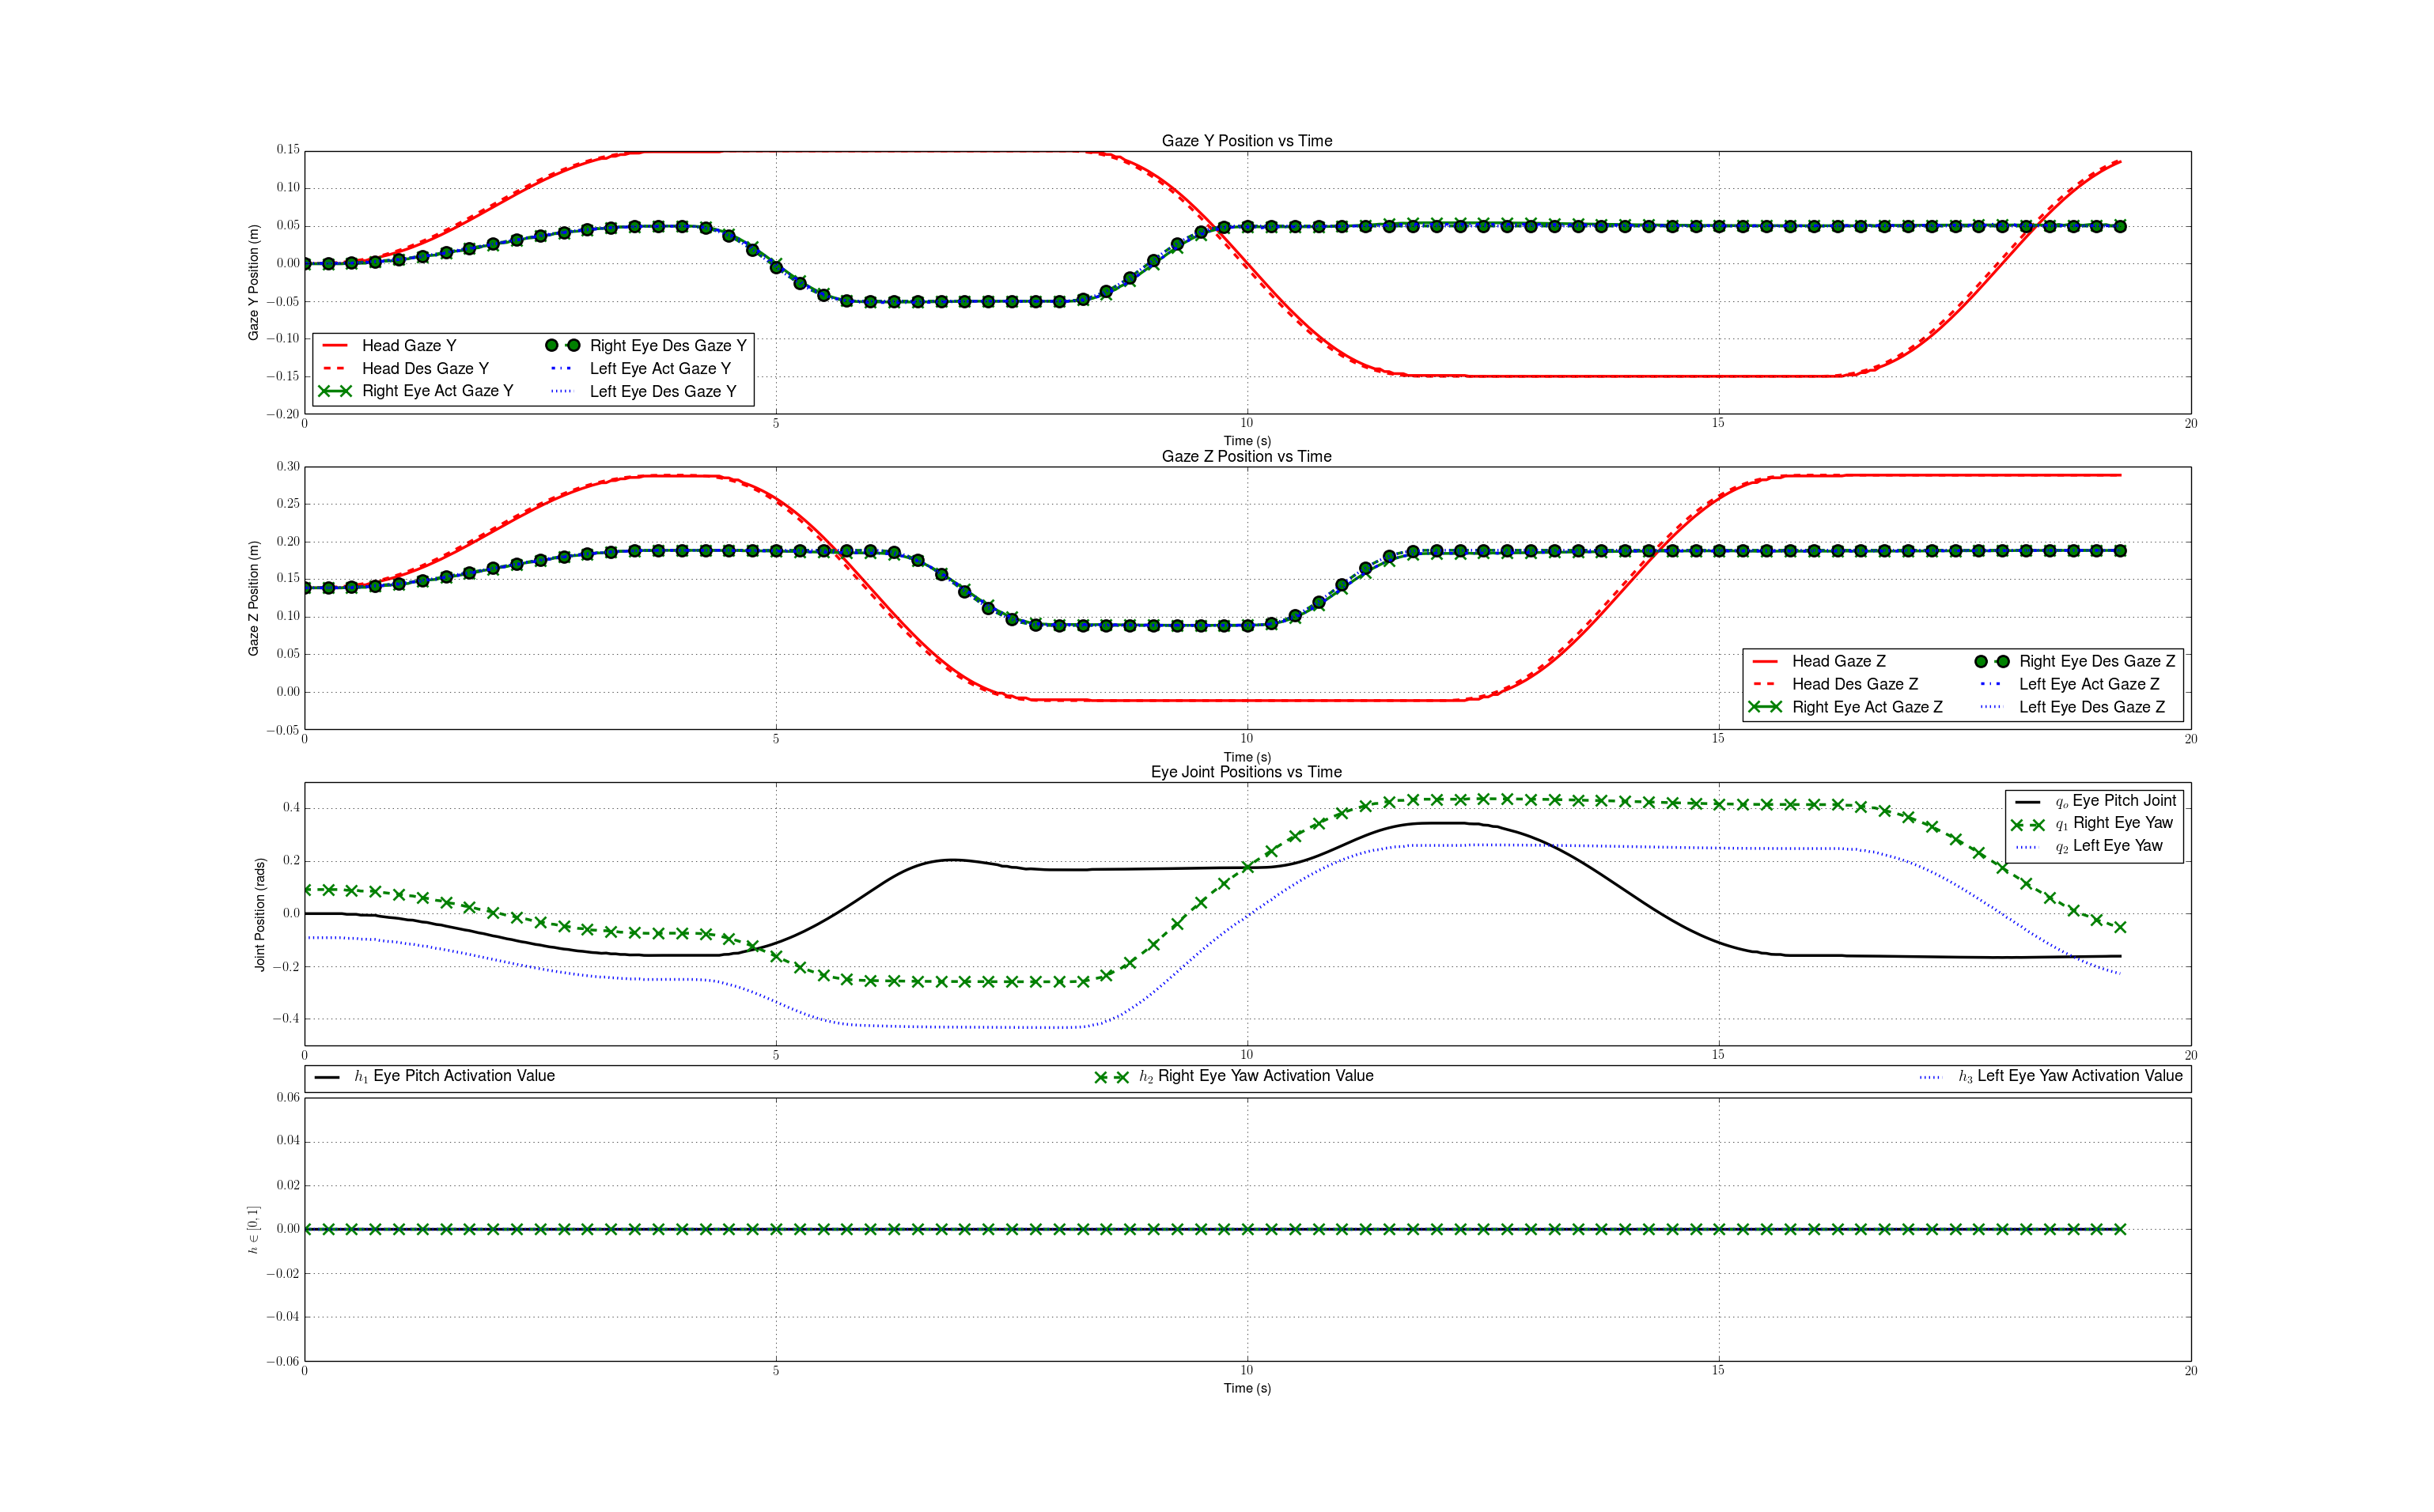 Gaze Y Position vs Time
Gaze Y Position (m)
0.15
0.10
0.05
0.00
−0.05
−0.10
−0.15
−0.20
Head Gaze Y
Head Des Gaze Y
Right Eye Act Gaze Y
Right Eye Des Gaze Y
Left Eye Act Gaze Y
Left Eye Des Gaze Y
0 5 10 15 20
Time (s)
Gaze Z Position vs Time
Gaze Z Position (m)
0.30
0.25
0.20
0.15
0.10
0.05
0.00
−0.05
Head Gaze Z
Head Des Gaze Z
Right Eye Act Gaze Z
Right Eye Des Gaze Z
Left Eye Act Gaze Z
Left Eye Des Gaze Z
0 5 10 15 20
Time (s)
Eye Joint Positions vs Time
Joint Position (rads)
0.4
0.2
0.0
−0.2
−0.4
q_o Eye Pitch Joint
q_1 Right Eye Yaw
q_2 Left Eye Yaw
0 5 10 15 20
h_1 Eye Pitch Activation Value
h_2 Right Eye Yaw Activation Value
h_3 Left Eye Yaw Activation Value
h ∈ [0, 1]
0.06
0.04
0.02
0.00
−0.02
−0.04
−0.06
0 5 10 15 20
Time (s)